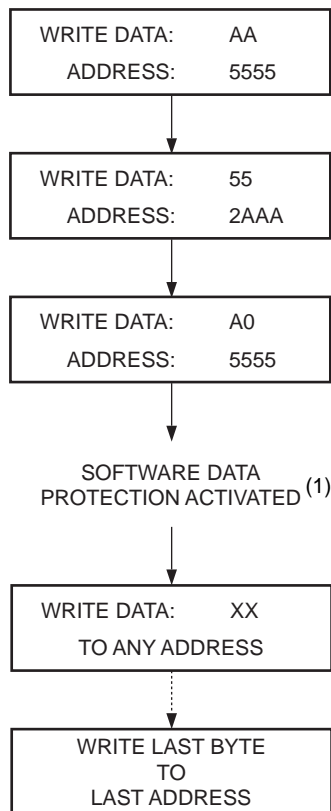 WRITE DATA: AA
ADDRESS: 5555
WRITE DATA: 55
ADDRESS: 2AAA
WRITE DATA: A0
ADDRESS: 5555
SOFTWARE DATA
PROTECTION ACTIVATED (1)
WRITE DATA: XX
TO ANY ADDRESS
WRITE LAST BYTE
TO
LAST ADDRESS